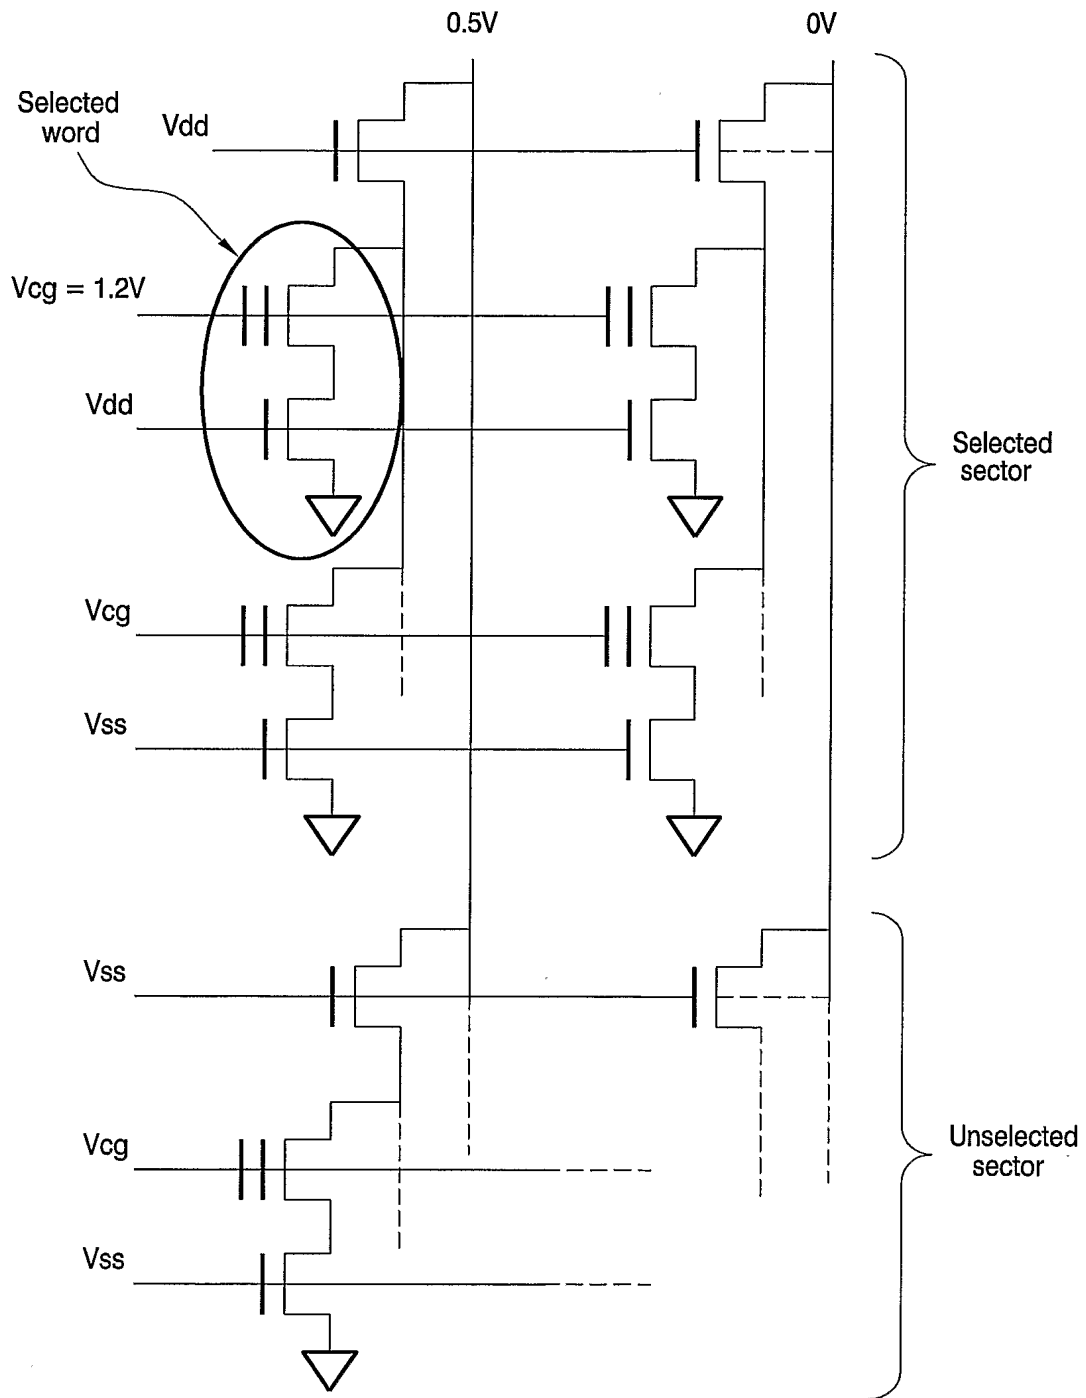 0.5V
0V
Selected
word
Vdd
Vcg = 1.2V
Vdd
Selected
sector
Vcg
Vss
Vss
Unselected
sector
Vcg
Vss